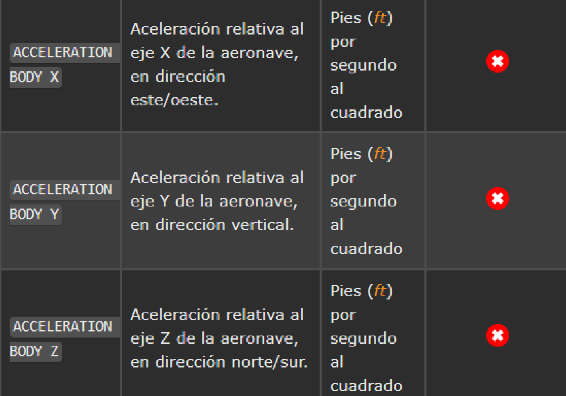 ACCELERATION
BODY X
Aceleración relativa al
eje X de la aeronave,
en dirección
este/oeste.
Pies (ft)
por
segundo
al
cuadrado
ACCELERATION
BODY Y
Aceleración relativa al
eje Y de la aeronave,
en dirección vertical.
Pies (ft)
por
segundo
al
cuadrado
ACCELERATION
BODY Z
Aceleración relativa al
eje Z de la aeronave,
en dirección norte/sur.
Pies (ft)
por
segundo
al
cuadrado